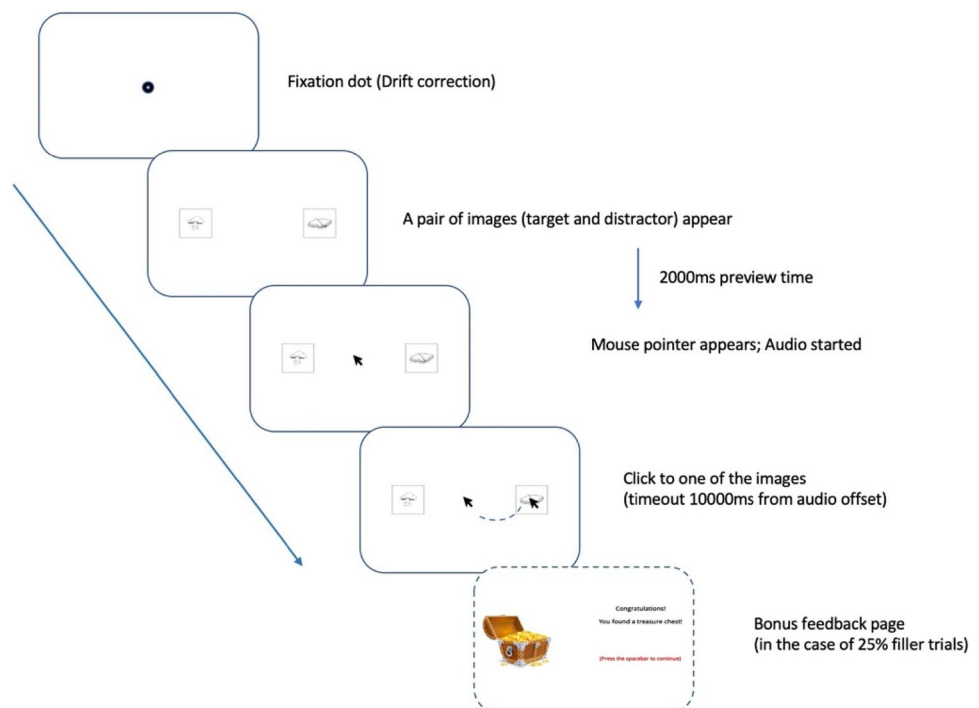 Fixation dot (Drift correction)
A pair of images (target and distractor) appear
2000ms preview time
Mouse pointer appears; Audio started
Click to one of the images
(timeout 10000ms from audio offset)
Congratulations!
You found a treasure chest!
(Press the spacebar to continue)
Bonus feedback page
(in the case of 25% filler trials)